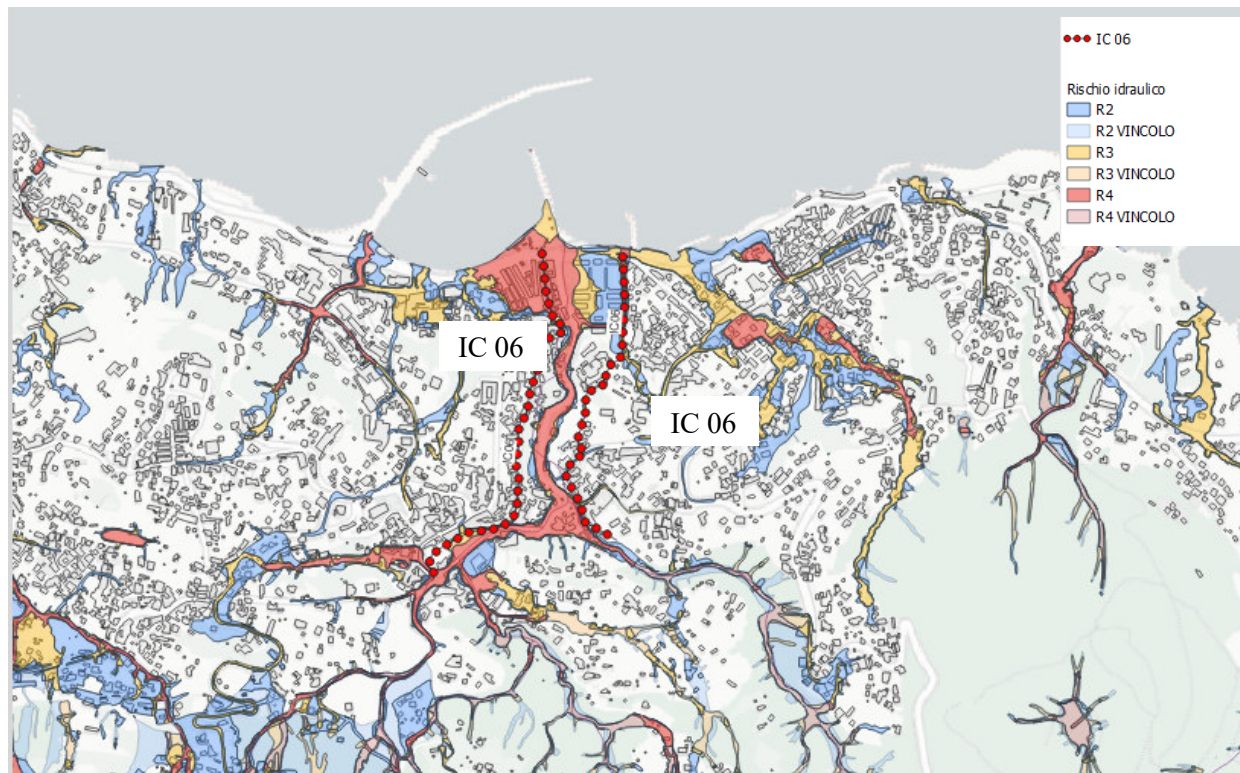 IC 06
Rischio idraulico
R2
R2 VINCOLO
R3
R3 VINCOLO
R4
R4 VINCOLO
IC 06
IC 06